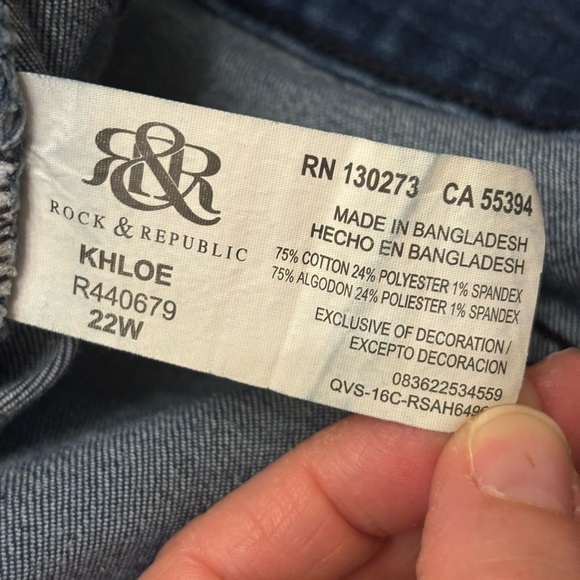 R&R
ROCK & REPUBLIC
KHLOE
R440679
22W
RN 130273 CA 55394
MADE IN BANGLADESH
HECHO EN BANGLADESH
75% COTTON 24% POLYESTER 1% SPANDEX
75% ALGODON 24% POLIESTER 1% SPANDEX
EXCLUSIVE OF DECORATION /
EXCEPTO DECORACION
083622534559